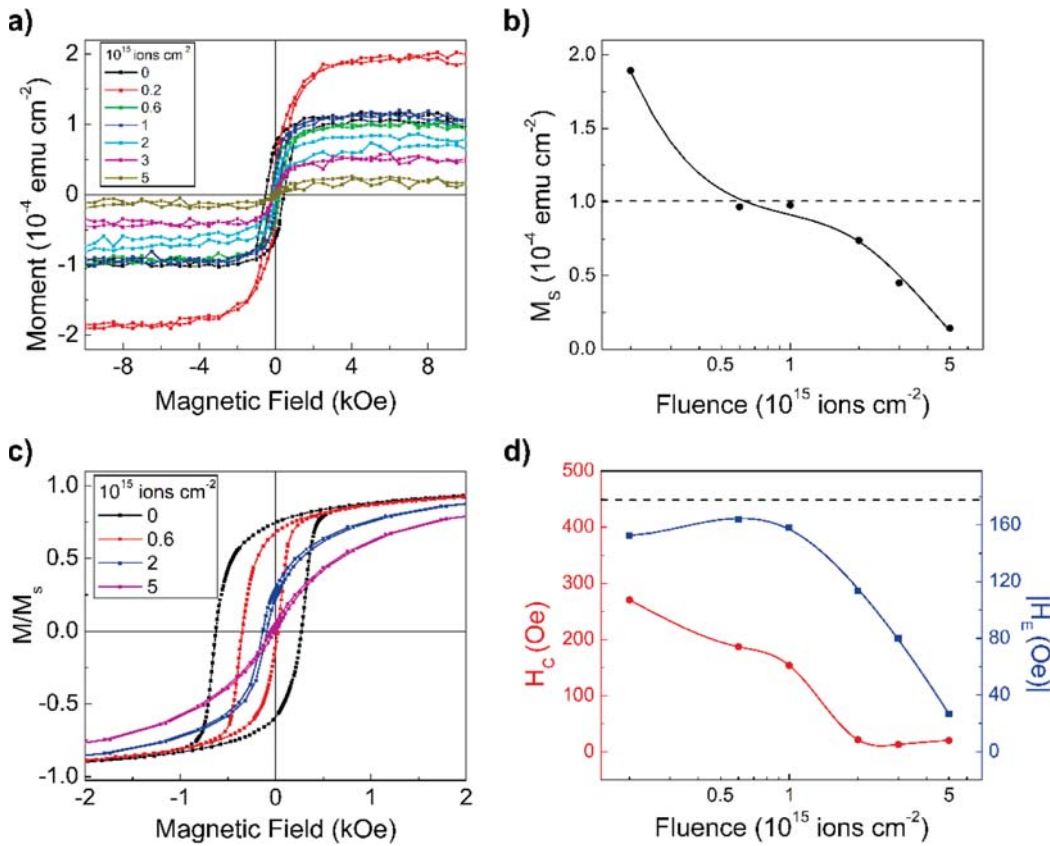 a)
10¹⁵ ions cm²
0
0.2
0.6
1
2
3
5
2
1
0
-1
-2
Moment (10⁻⁴ emu cm⁻²)
-8 -4 0 4 8
Magnetic Field (kOe)
b)
2.0
1.5
1.0
0.5
0.0
M_S (10⁻⁴ emu cm⁻²)
0.5 1 5
Fluence (10¹⁵ ions cm⁻²)
c)
10¹⁵ ions cm⁻²
0
0.6
2
5
1.0
0.5
0.0
-0.5
-1.0
M/M_s
-2 -1 0 1 2
Magnetic Field (kOe)
d)
500
400
300
200
100
0
H_C (Oe)
160
120
80
40
0
|H_E (Oe)|
0.5 1 5
Fluence (10¹⁵ ions cm⁻²)